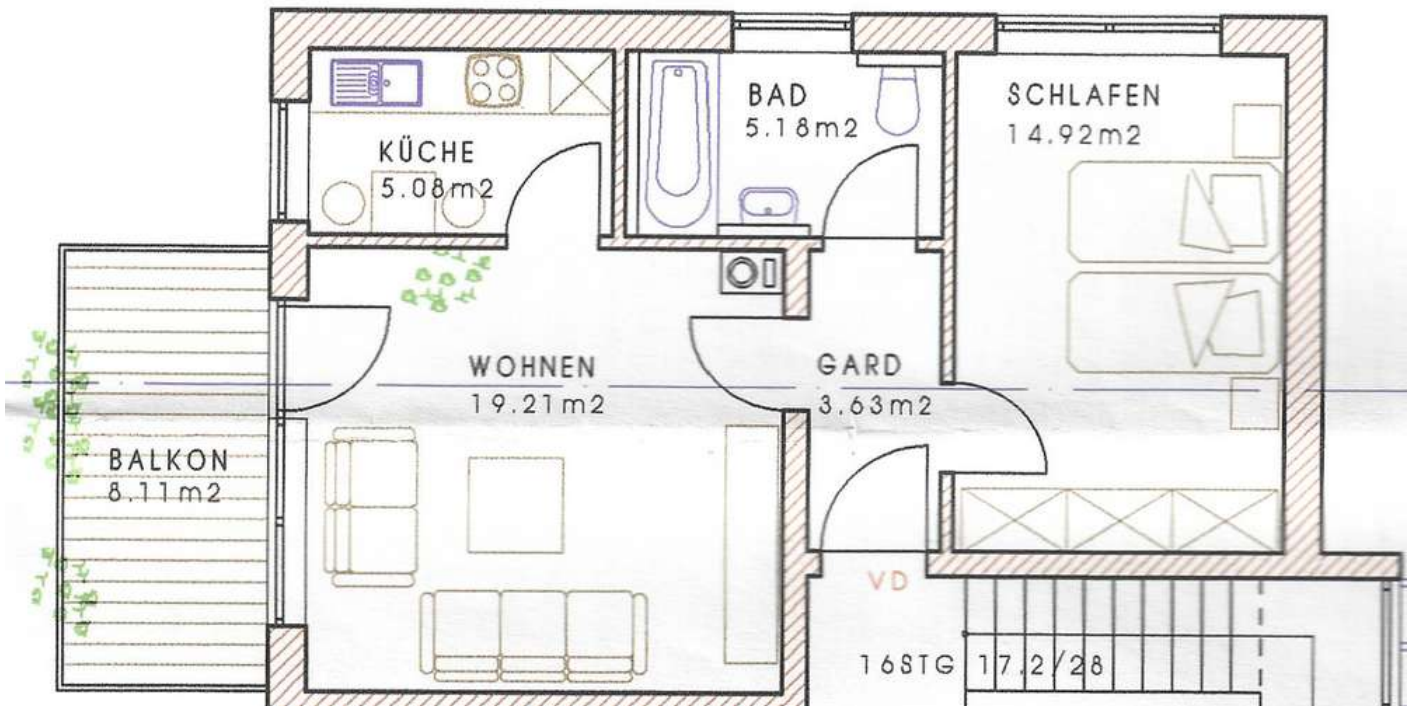 KÜCHE
5.08m2
BAD
5.18m2
SCHLAFEN
14.92m2
WOHNEN
19.21m2
GARD
3.63m2
BALKON
8.11m2
VD
16STG 17.2/28